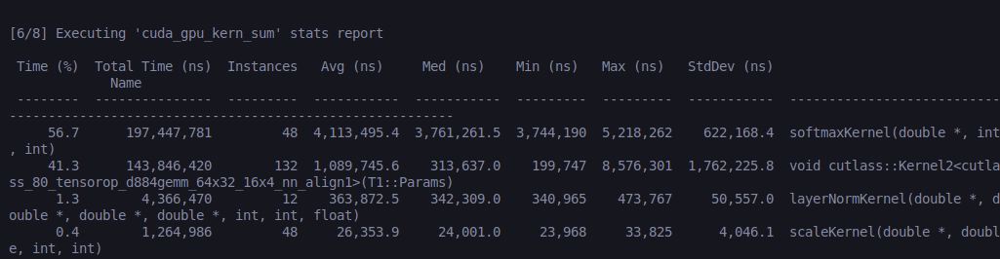 [6/8] Executing 'cuda_gpu_kern_sum' stats report
Time (%)  Total Time (ns)  Instances   Avg (ns)     Med (ns)    Min (ns)   Max (ns)   StdDev (ns)
Name
--------  ---------------  ---------  -----------  -----------  ---------  ---------  -----------  ---------------------------
---------------------------------------------------------
56.7      197,447,781         48  4,113,495.4  3,761,261.5  3,744,190  5,218,262    622,168.4  softmaxKernel(double *, int
, int)
41.3      143,846,420        132  1,089,745.6    313,637.0    199,747  8,576,301  1,762,225.8  void cutlass::Kernel2<cutla
ss_80_tensorop_d884gemm_64x32_16x4_nn_align1>(T1::Params)
1.3        4,366,470         12    363,872.5    342,309.0    340,965    473,767     50,557.0  layerNormKernel(double *, d
ouble *, double *, double *, int, int, float)
0.4        1,264,986         48     26,353.9     24,001.0     23,968     33,825      4,046.1  scaleKernel(double *, doubl
e, int, int)